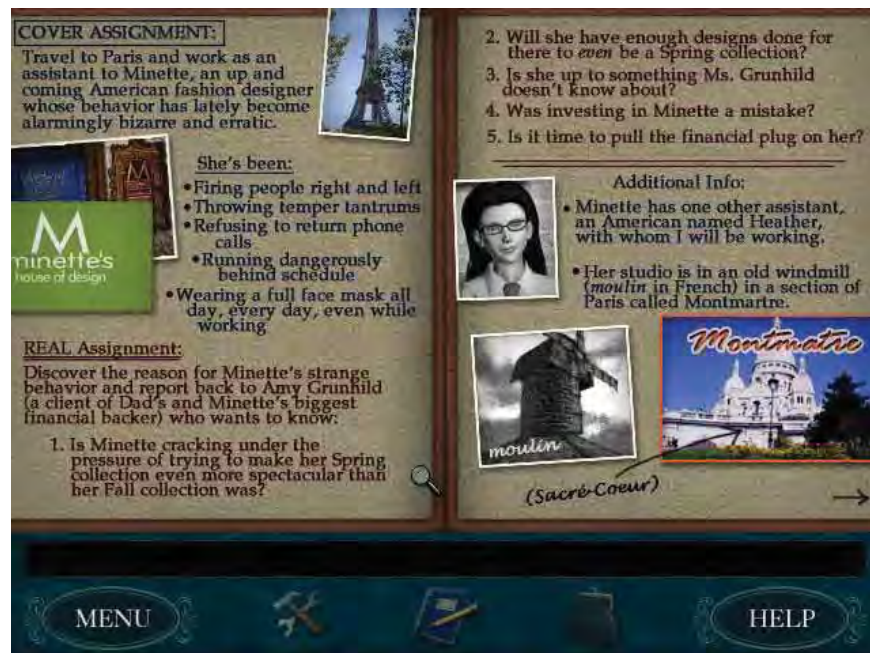 COVER ASSIGNMENT:
Travel to Paris and work as an
assistant to Minette, an up and
coming American fashion designer
whose behavior has lately become
alarmingly bizarre and erratic.
She's been:
•Firing people right and left
•Throwing temper tantrums
•Refusing to return phone
calls
•Running dangerously
behind schedule
•Wearing a full face mask all
day, every day, even while
working
M
minette's
house of design
REAL Assignment:
Discover the reason for Minette's strange
behavior and report back to Amy Grunhild
(a client of Dad's and Minette's biggest
financial backer) who wants to know:
1. Is Minette cracking under the
pressure of trying to make her Spring
collection even more spectacular than
her Fall collection was?
2. Will she have enough designs done for
there to even be a Spring collection?
3. Is she up to something Ms. Grunhild
doesn't know about?
4. Was investing in Minette a mistake?
5. Is it time to pull the financial plug on her?
Additional Info:
• Minette has one other assistant,
an American named Heather,
with whom I will be working.
•Her studio is in an old windmill
(moulin in French) in a section of
Paris called Montmartre.
moulin
Montmatre
(Sacré-Coeur)
MENU
HELP